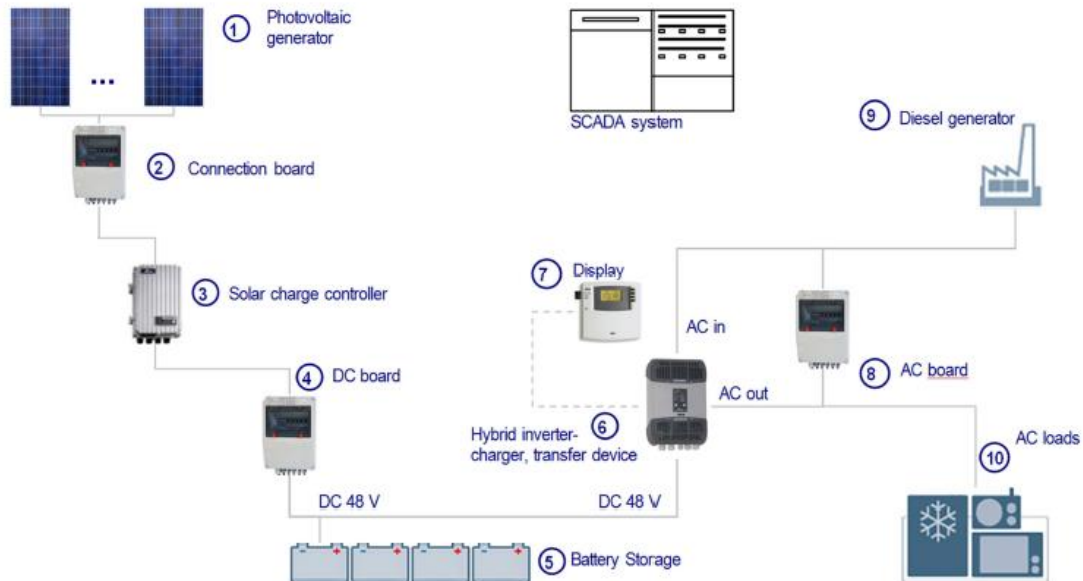 1 Photovoltaic
generator
SCADA system
9 Diesel generator
2 Connection board
7 Display
3 Solar charge controller
AC in
4 DC board
8 AC board
AC out
6
Hybrid inverter-
charger, transfer device
10 AC loads
DC 48 V
DC 48 V
5 Battery Storage